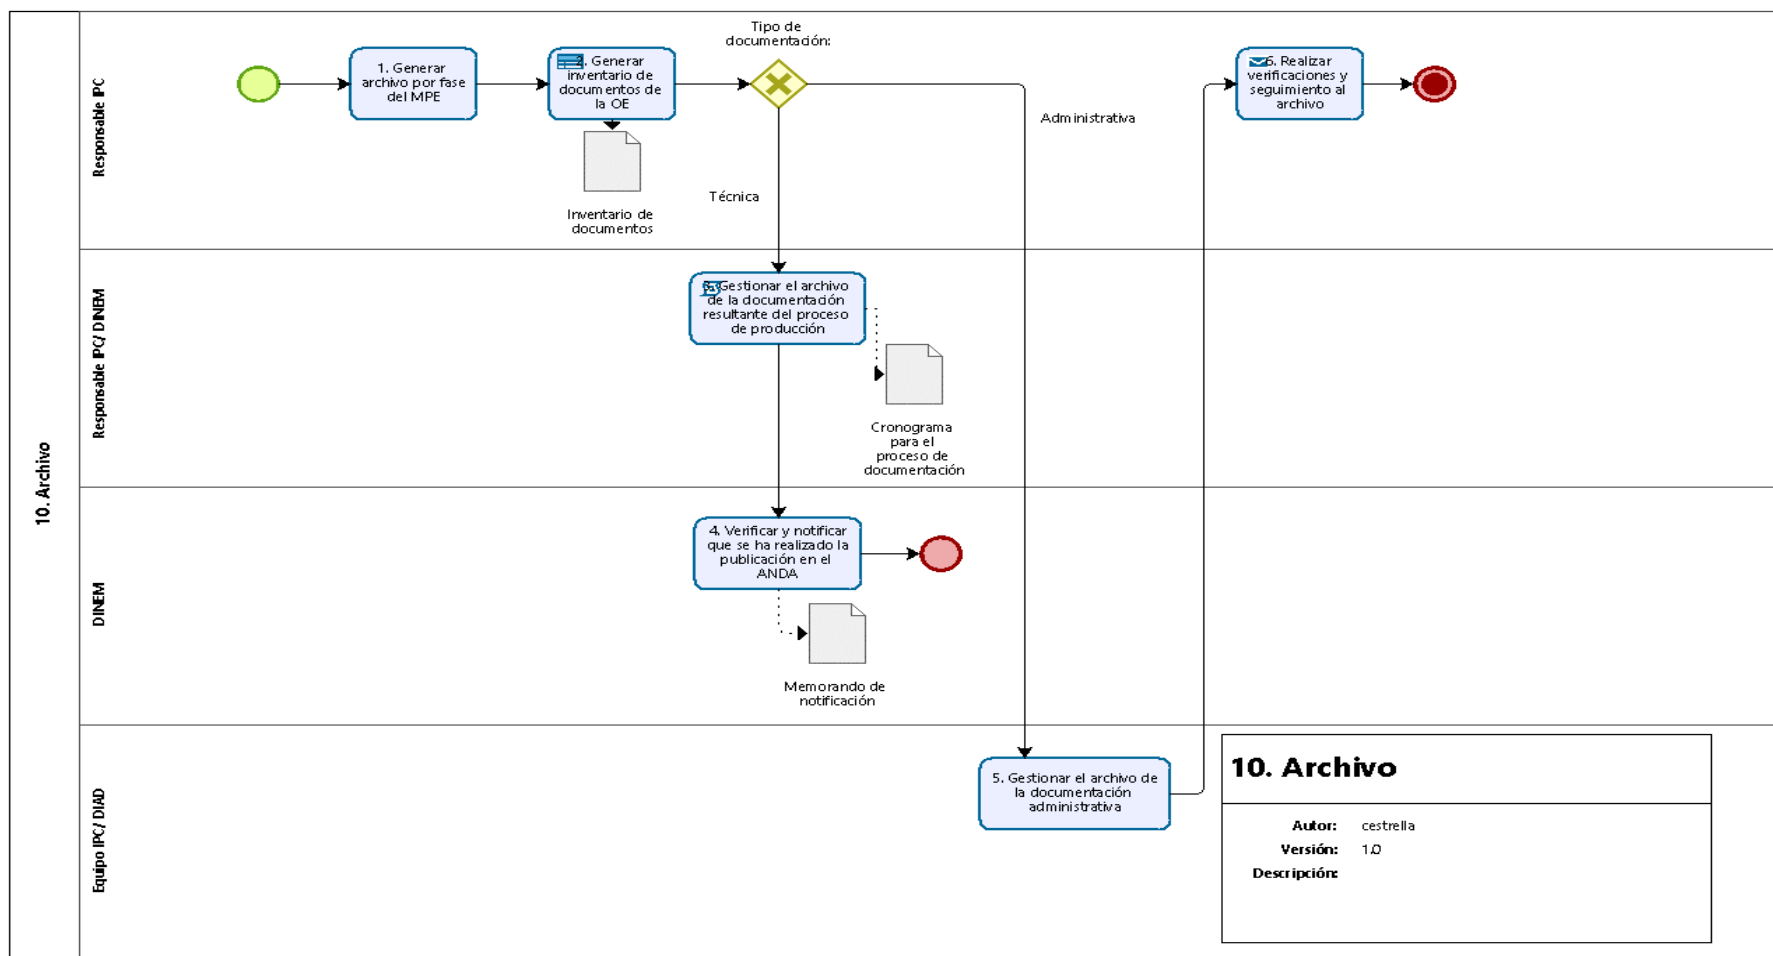 10. Archivo
Responsable IPC
1. Generar
archivo por fase
del MPE
2. Generar
inventario de
documentos de
la OE
Inventario de
documentos
Tipo de
documentación:
Administrativa
Técnica
6. Realizar
verificaciones y
seguimiento al
archivo
Responsable IPC/ DINEM
3. Gestionar el archivo
de la documentación
resultante del proceso
de producción
Cronograma
para el
proceso de
documentación
DINEM
4. Verificar y notificar
que se ha realizado la
publicación en el
ANDA
Memorando de
notificación
Equipo IPC/ DIAD
5. Gestionar el archivo de
la documentación
administrativa
10. Archivo
Autor: cestrella
Versión: 1.0
Descripción: